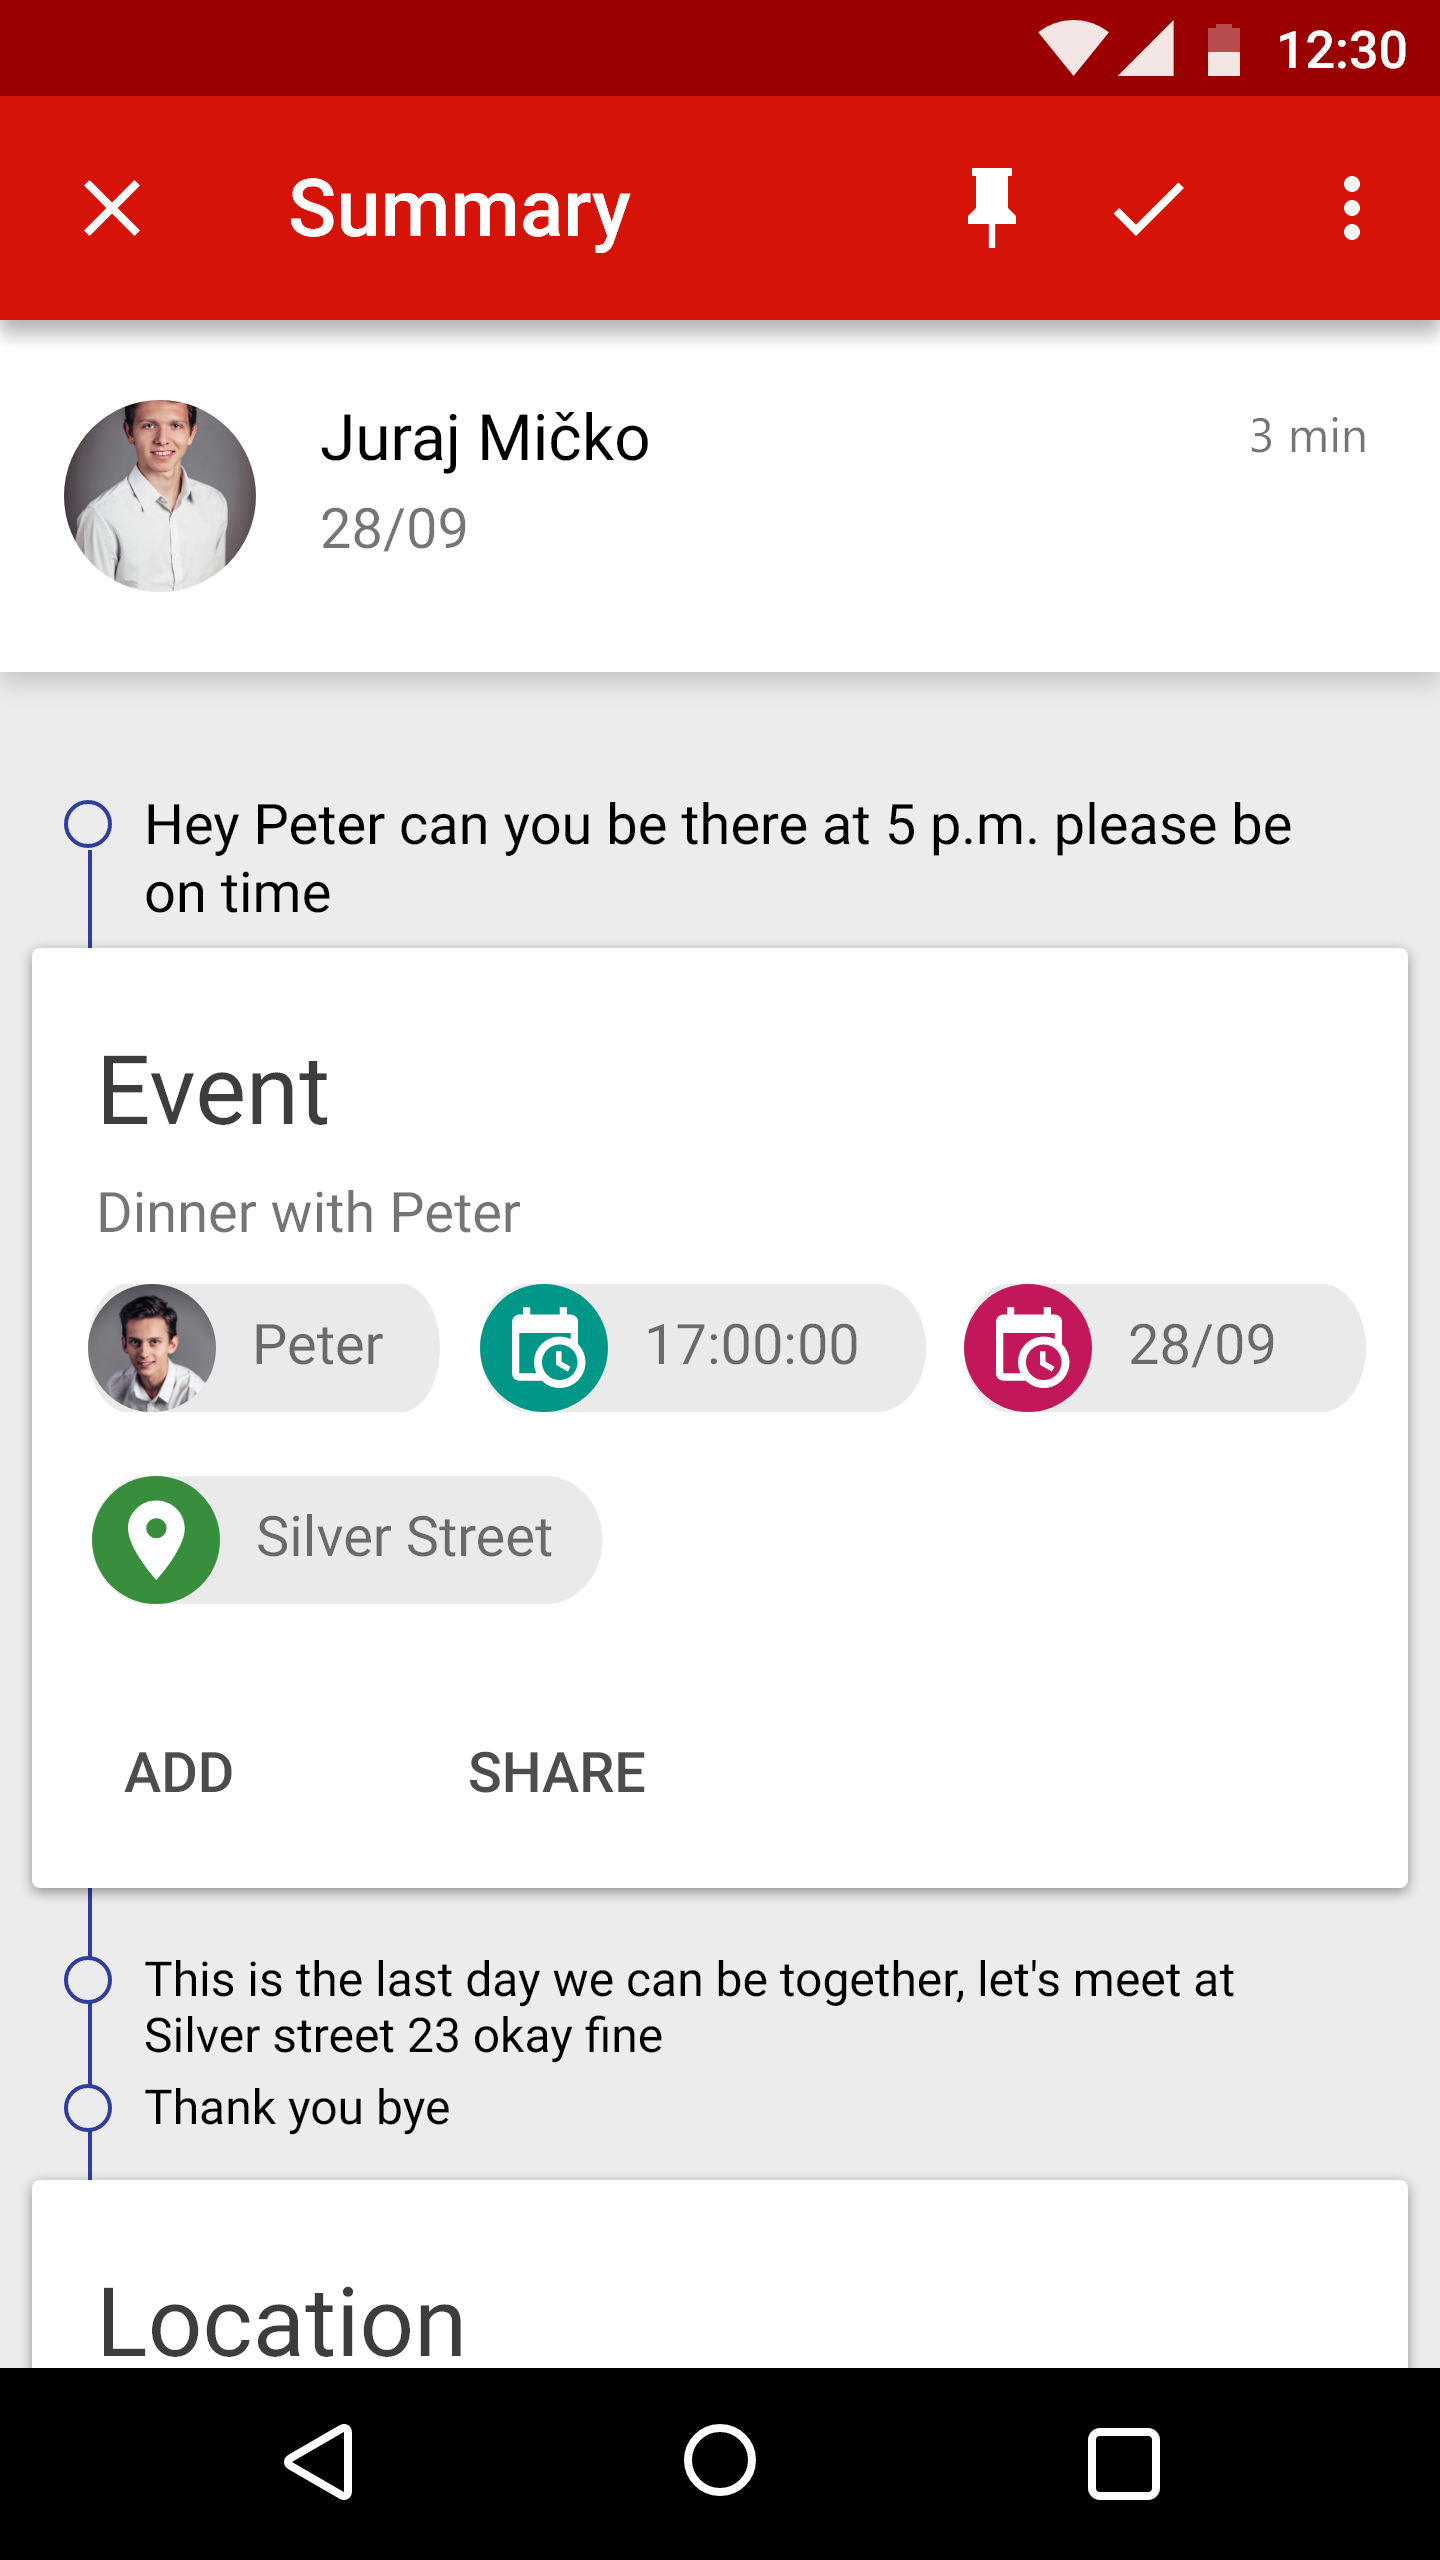 12:30
Summary
Juraj Mičko
3 min
28/09
Hey Peter can you be there at 5 p.m. please be
on time
Event
Dinner with Peter
Peter
17:00:00
28/09
Silver Street
ADD
SHARE
This is the last day we can be together, let's meet at
Silver street 23 okay fine
Thank you bye
Location